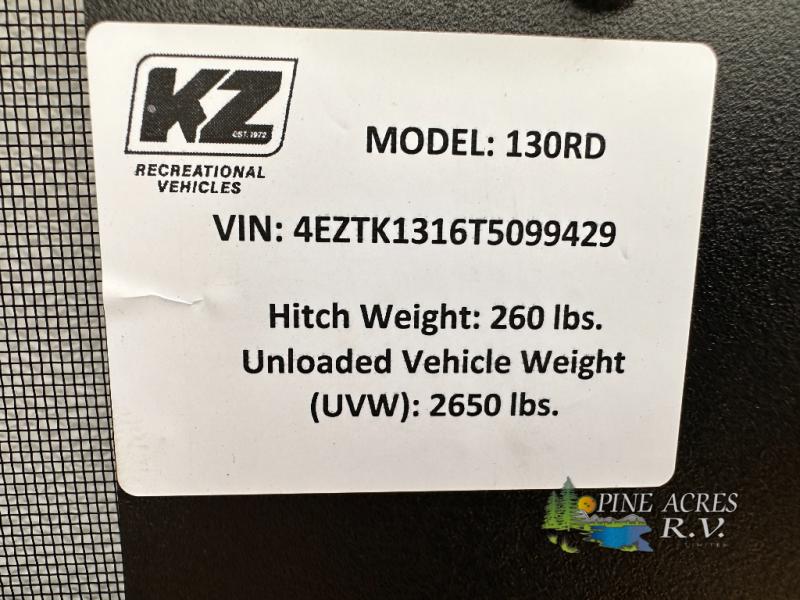 KZ
EST. 1972
RECREATIONAL
VEHICLES
MODEL: 130RD
VIN: 4EZTK1316T5099429
Hitch Weight: 260 lbs.
Unloaded Vehicle Weight
(UVW): 2650 lbs.
PINE ACRES
R.V.
LIMITED